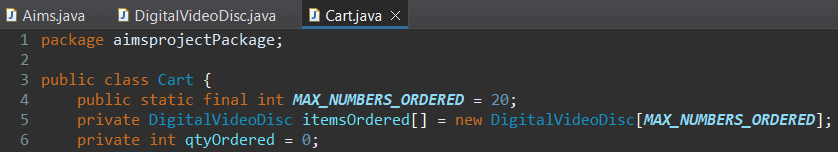 Aims.java DigitalVideoDisc.java Cart.java
1 package aimsprojectPackage;
2
3 public class Cart {
4 public static final int MAX_NUMBERS_ORDERED = 20;
5 private DigitalVideoDisc itemsOrdered[] = new DigitalVideoDisc[MAX_NUMBERS_ORDERED];
6 private int qtyOrdered = 0;